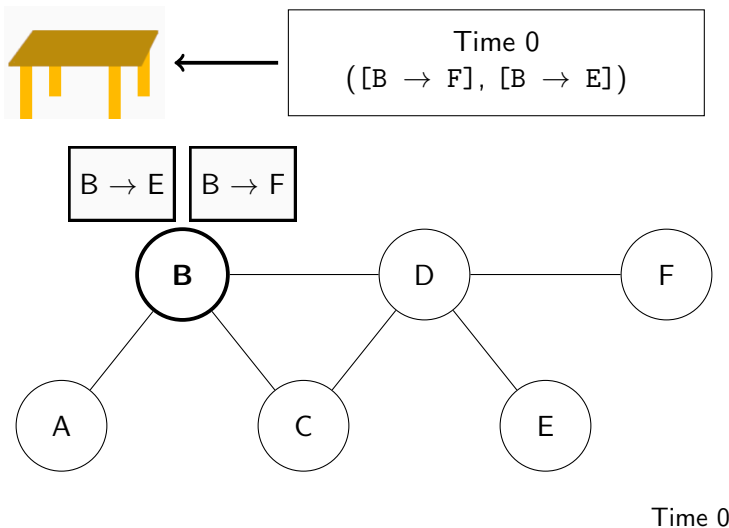 Time 0
([B → F], [B → E])
B → E
B → F
B
D
F
A
C
E
Time 0